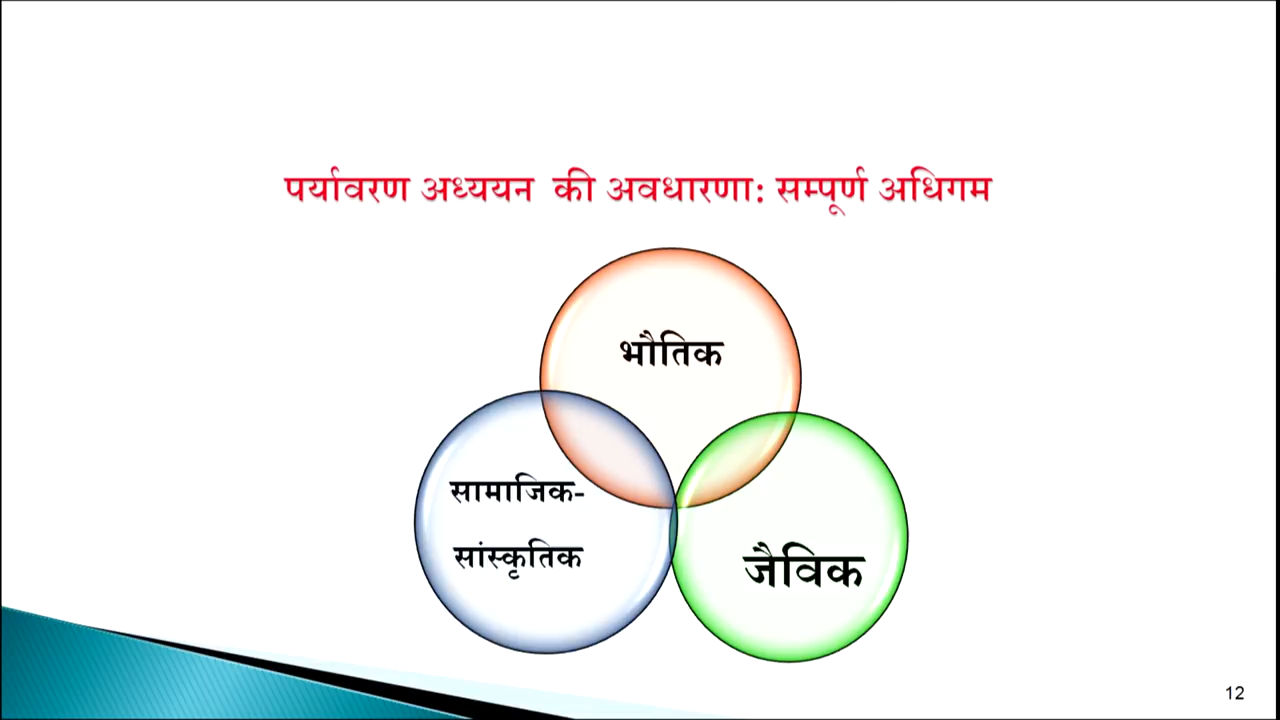 पर्यावरण अध्ययन की अवधारणा: सम्पूर्ण अधिगम
भौतिक
सामाजिक-
सांस्कृतिक
जैविक
12